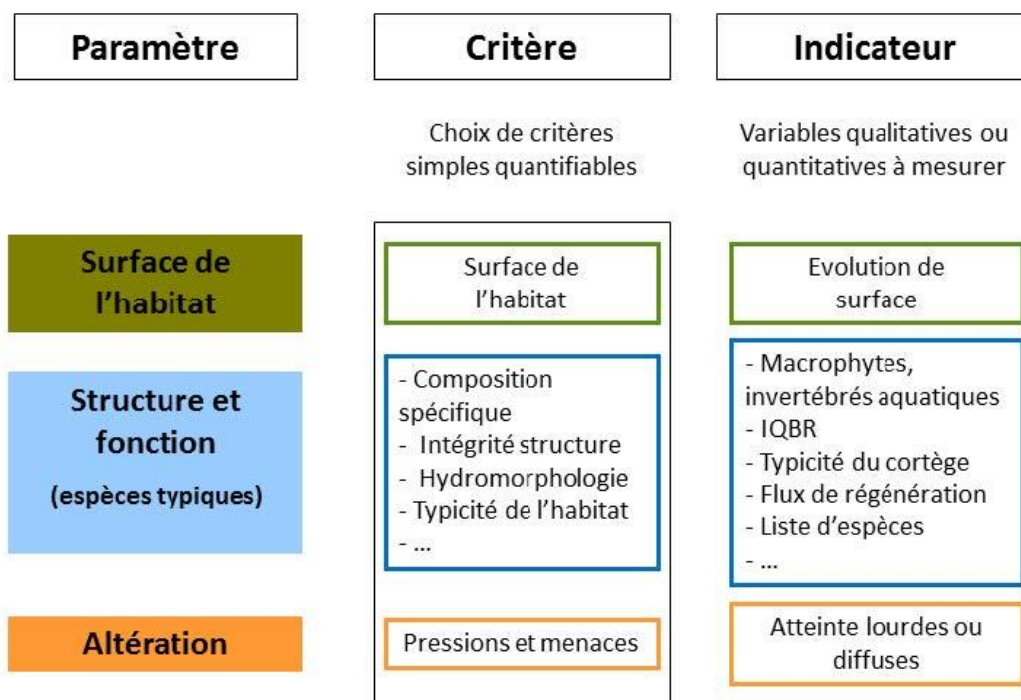 Paramètre
Critère
Indicateur
Choix de critères
simples quantifiables
Variables qualitatives ou
quantitatives à mesurer
Surface de
l'habitat
Surface de
l'habitat
Evolution de
surface
Structure et
fonction
(espèces typiques)
- Composition
spécifique
- Intégrité structure
- Hydromorphologie
- Typicité de l'habitat
- ...
- Macrophytes,
invertébrés aquatiques
- IQBR
- Typicité du cortège
- Flux de régénération
- Liste d'espèces
- ...
Altération
Pressions et menaces
Atteinte lourdes ou
diffuses